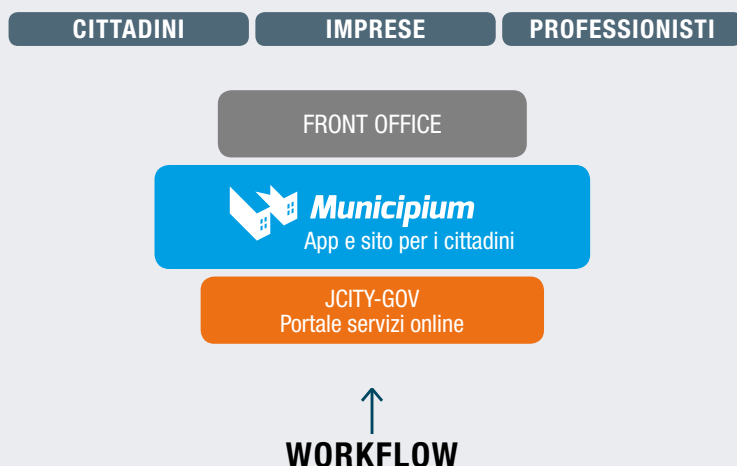 CITTADINI IMPRESE PROFESSIONISTI
FRONT OFFICE
Municipium
App e sito per i cittadini
JCITY-GOV
Portale servizi online
WORKFLOW